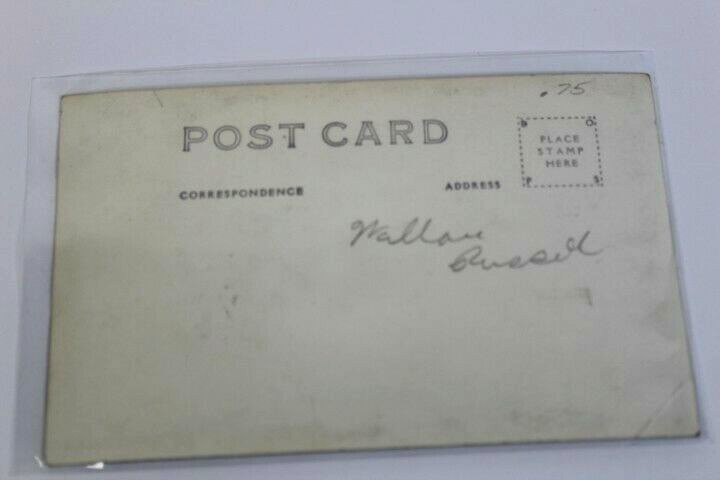 .75
POST CARD
PLACE
STAMP
HERE
CORRESPONDENCE
ADDRESS
Wallace
Russell